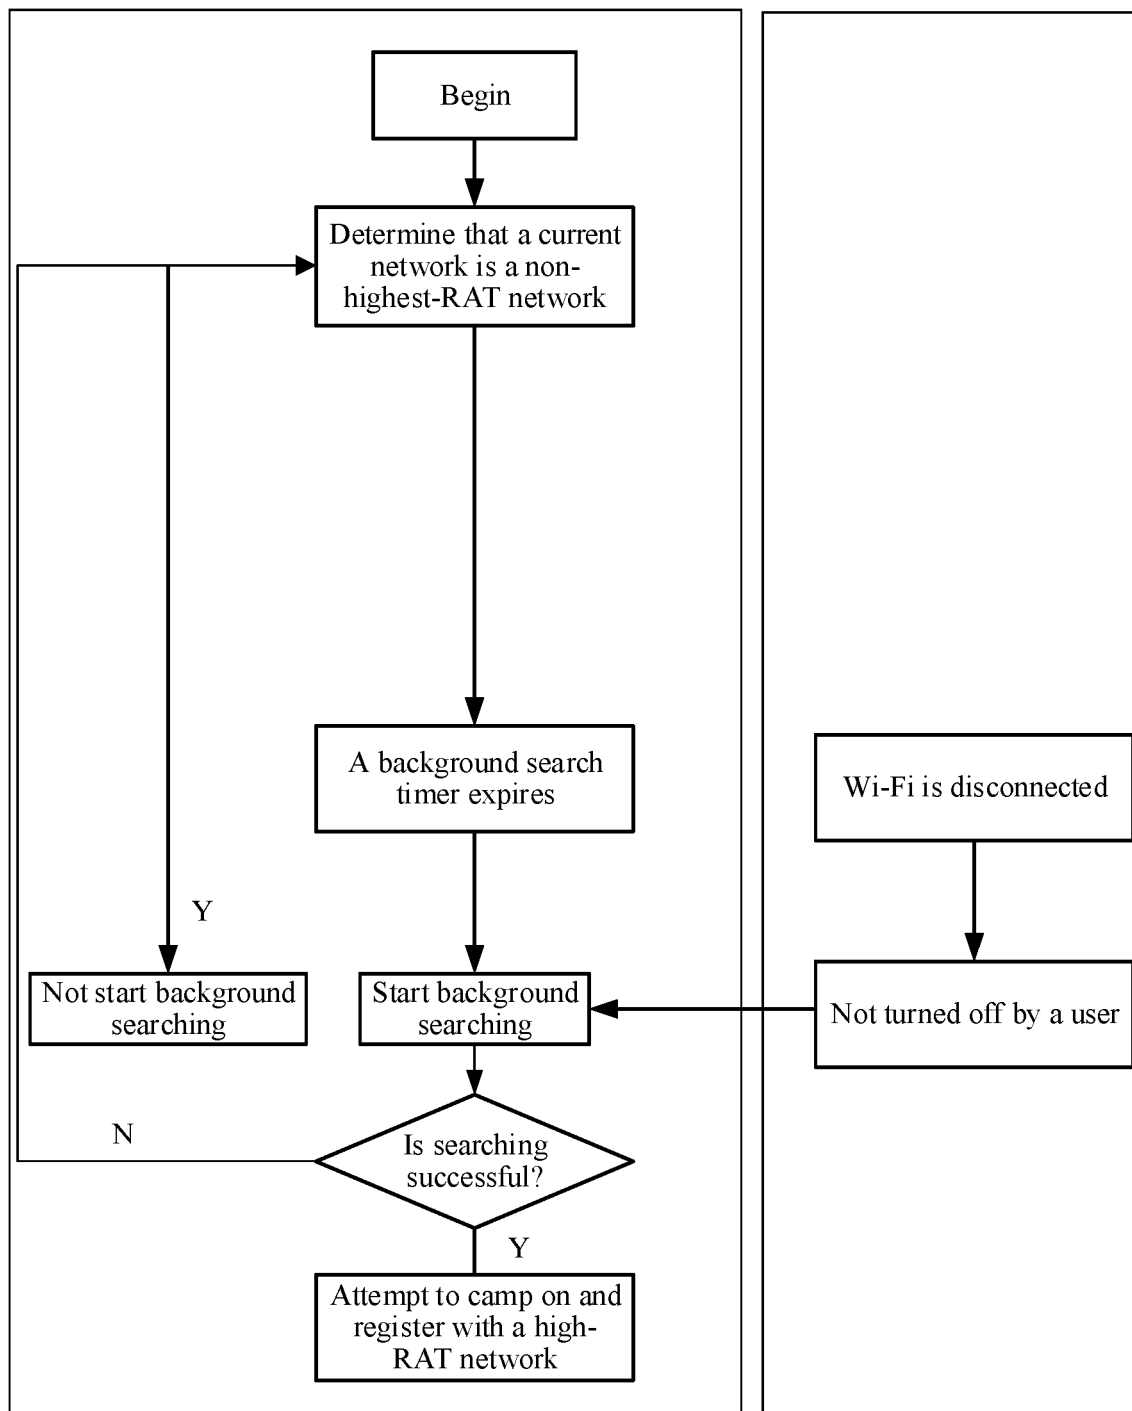 Begin
Determine that a current
network is a non-
highest-RAT network
A background search
timer expires
Wi-Fi is disconnected
Y
Not start background
searching
Start background
searching
Not turned off by a user
N
Is searching
successful?
Y
Attempt to camp on and
register with a high-
RAT network